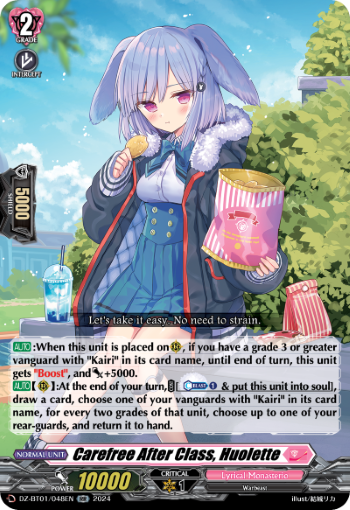 2
GRADE
INTERCEPT
5000
SHIELD
Let's take it easy. No need to strain.
AUTO:When this unit is placed on RC, if you have a grade 3 or greater
vanguard with "Kairi" in its card name, until end of turn, this unit
gets "Boost", and +5000.
AUTO【RC】:At the end of your turn, [CB 1 & put this unit into soul],
draw a card, choose one of your vanguards with "Kairi" in its card
name, for every two grades of that unit, choose up to one of your
rear-guards, and return it to hand.
NORMAL UNIT
Carefree After Class, Huolette
POWER 10000
CRITICAL
1
Lyrical Monasterio
Warbeast
DZ-BT01/048EN RR 2024
illust/結城リカ